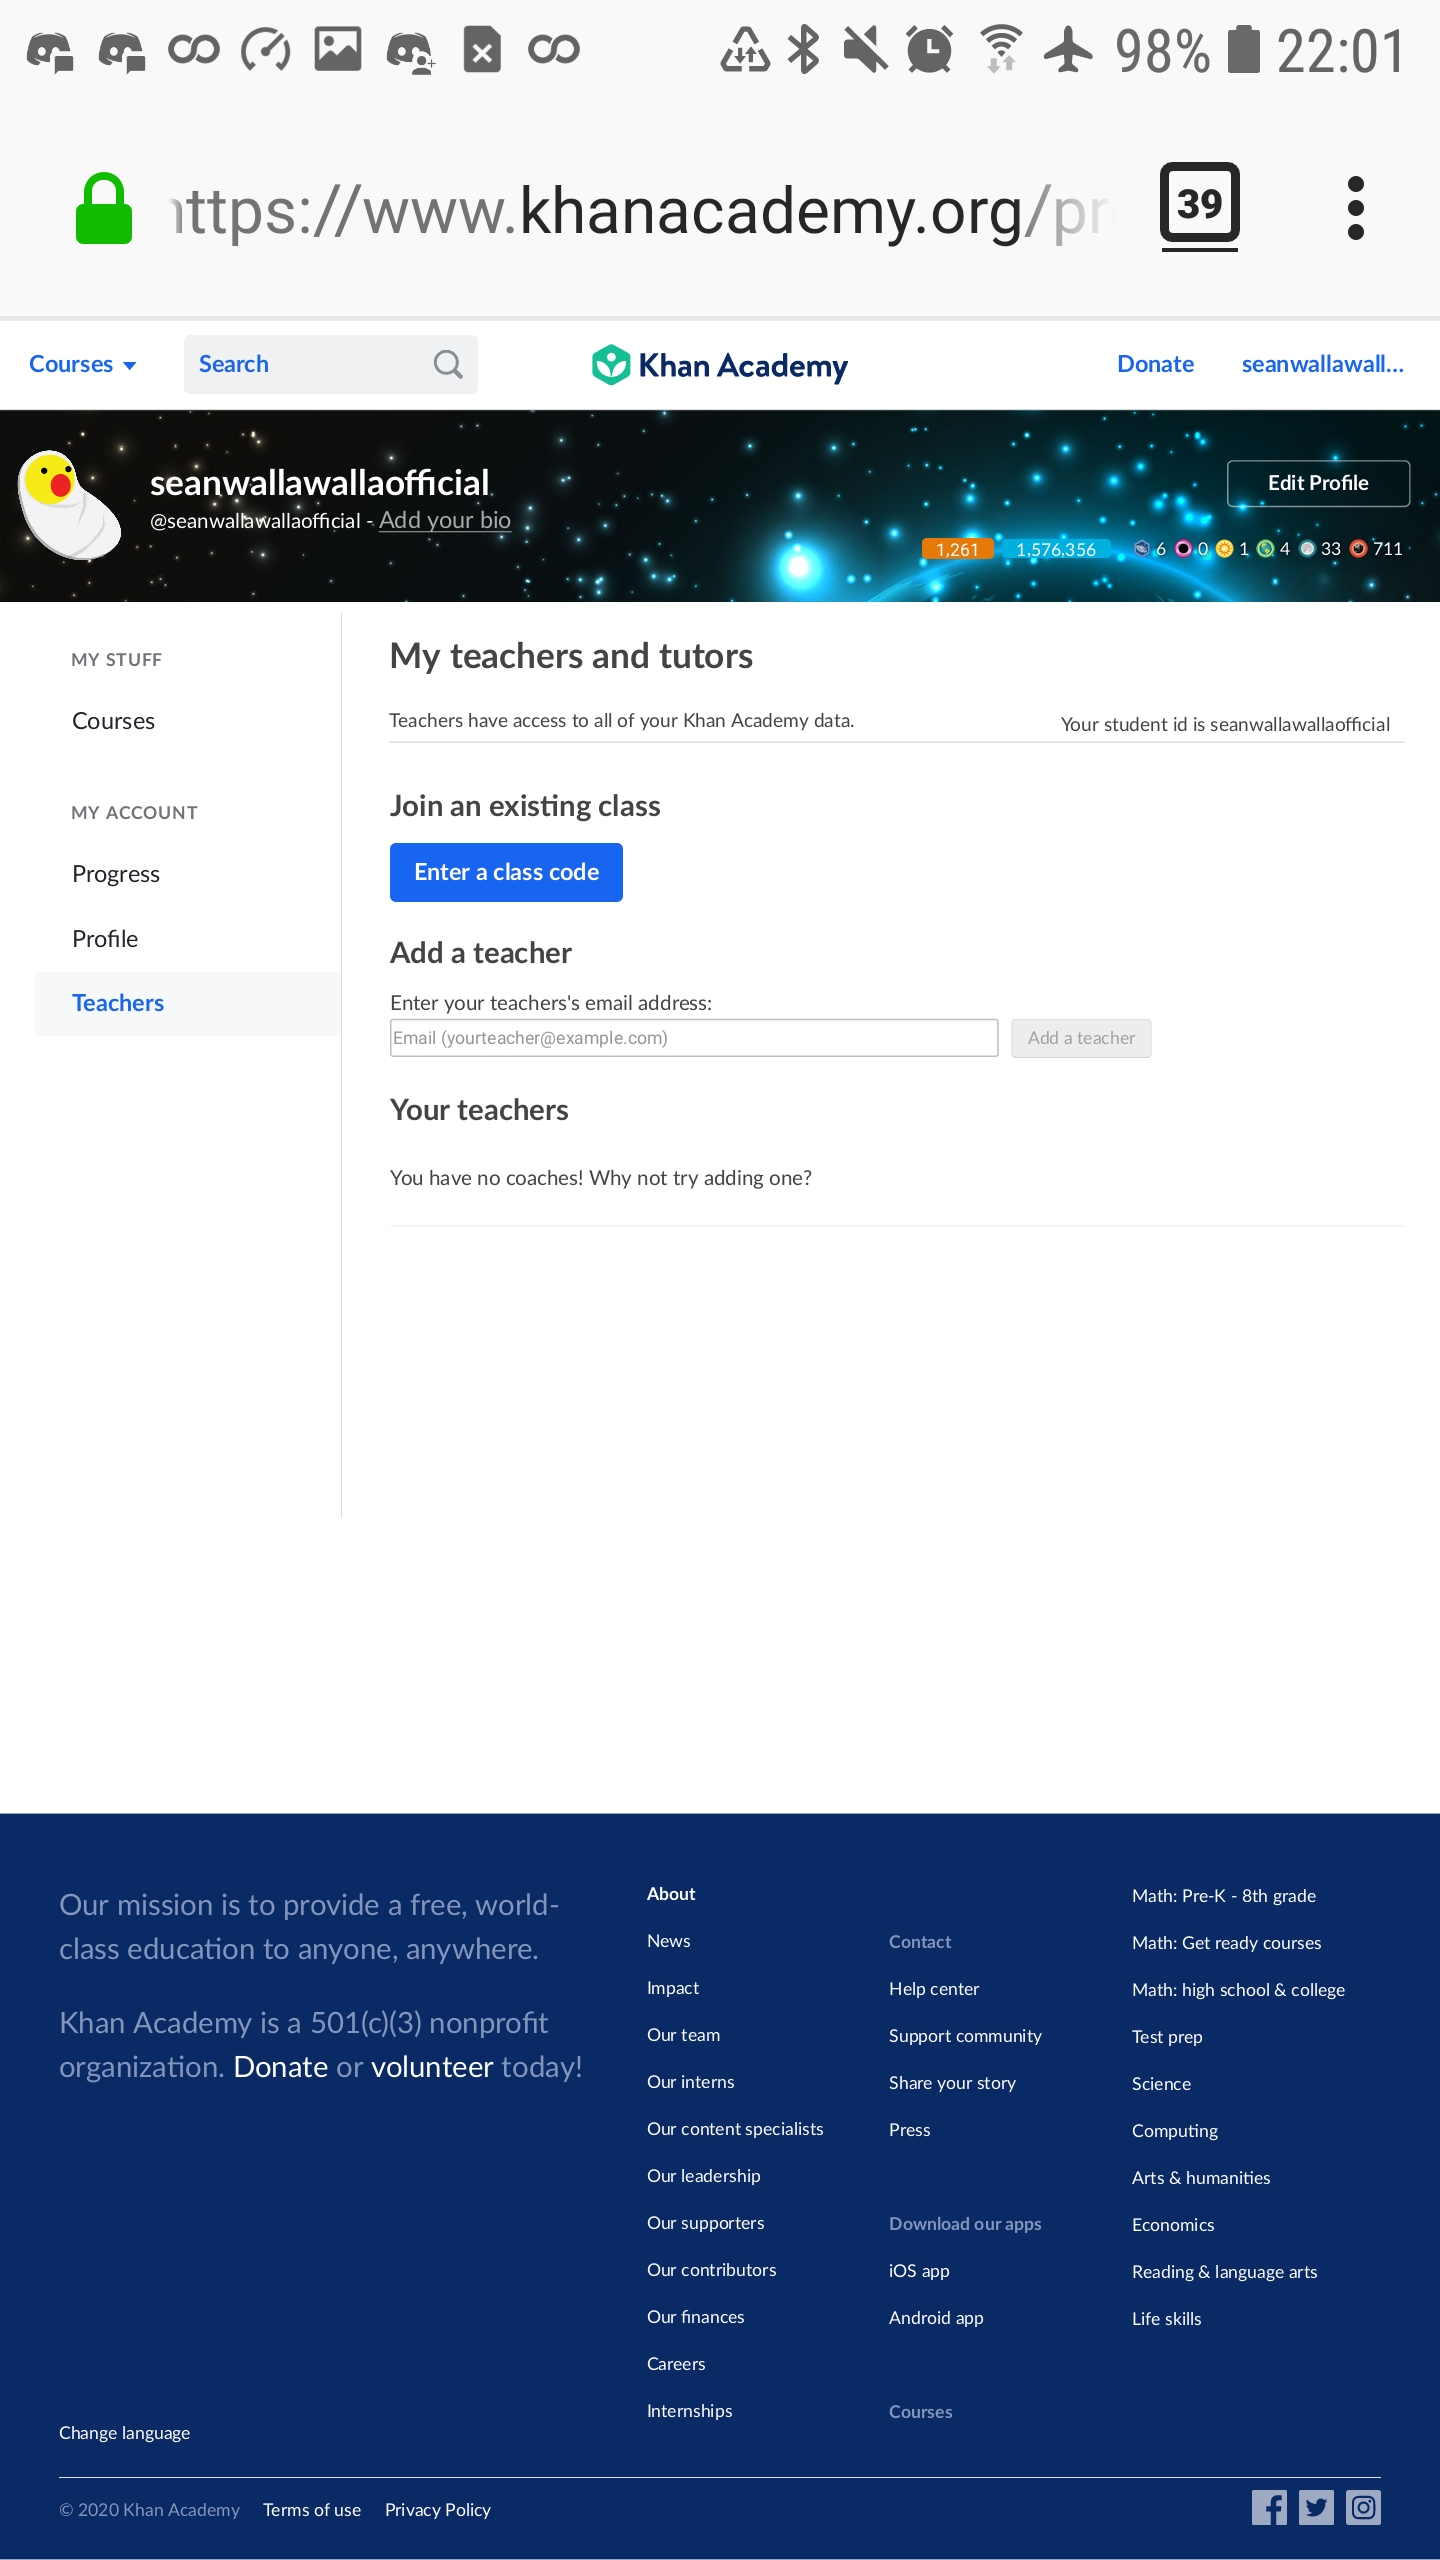 98% 22:01
https://www.khanacademy.org/pr
39
Courses
Search
Khan Academy
Donate
seanwallawall...
seanwallawallaofficial
@seanwallawallaofficial - Add your bio
Edit Profile
1,261 1,576,356 6 0 1 4 33 711
MY STUFF
Courses
MY ACCOUNT
Progress
Profile
Teachers
My teachers and tutors
Teachers have access to all of your Khan Academy data.
Your student id is seanwallawallaofficial
Join an existing class
Enter a class code
Add a teacher
Enter your teachers's email address:
Email (yourteacher@example.com)
Add a teacher
Your teachers
You have no coaches! Why not try adding one?
Our mission is to provide a free, world-
class education to anyone, anywhere.
Khan Academy is a 501(c)(3) nonprofit
organization. Donate or volunteer today!
Change language
About
News
Impact
Our team
Our interns
Our content specialists
Our leadership
Our supporters
Our contributors
Our finances
Careers
Internships
Contact
Help center
Support community
Share your story
Press
Download our apps
iOS app
Android app
Courses
Math: Pre-K - 8th grade
Math: Get ready courses
Math: high school & college
Test prep
Science
Computing
Arts & humanities
Economics
Reading & language arts
Life skills
© 2020 Khan Academy
Terms of use
Privacy Policy